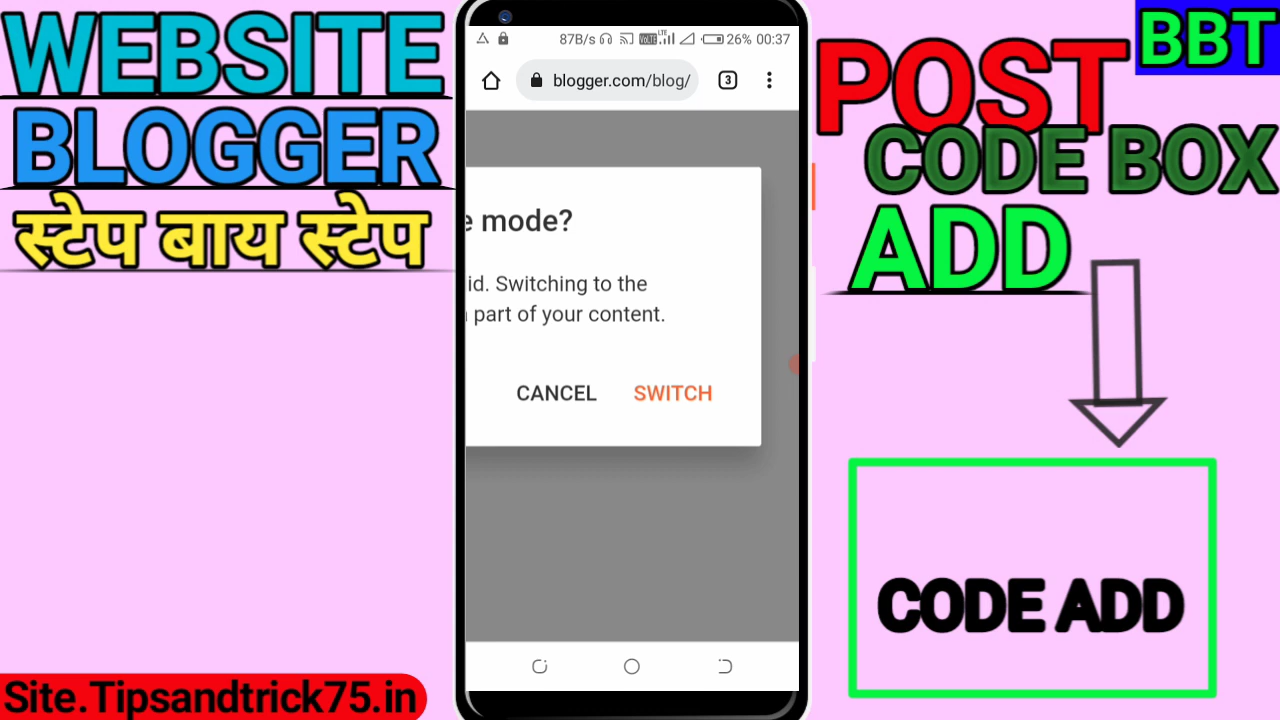 WEBSITE
BLOGGER
स्टेप बाय स्टेप
Site.Tipsandtrick75.in
87B/s LTE 26% 00:37
blogger.com/blog/ 3
mode?
id. Switching to the
part of your content.
CANCEL SWITCH
BBT
POST
CODE BOX
ADD
CODE ADD